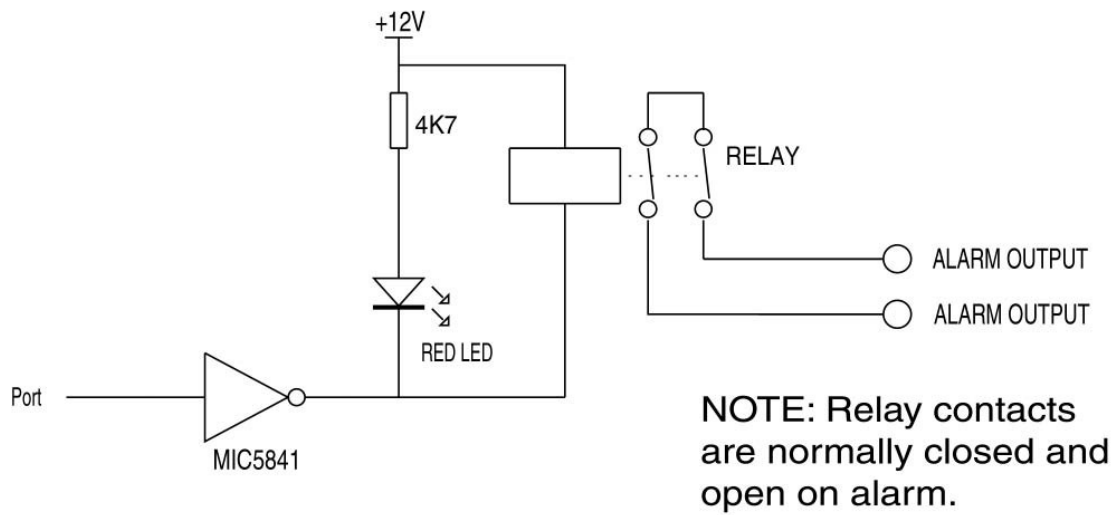 +12V
4K7
RELAY
ALARM OUTPUT
ALARM OUTPUT
RED LED
Port
MIC5841
NOTE: Relay contacts
are normally closed and
open on alarm.